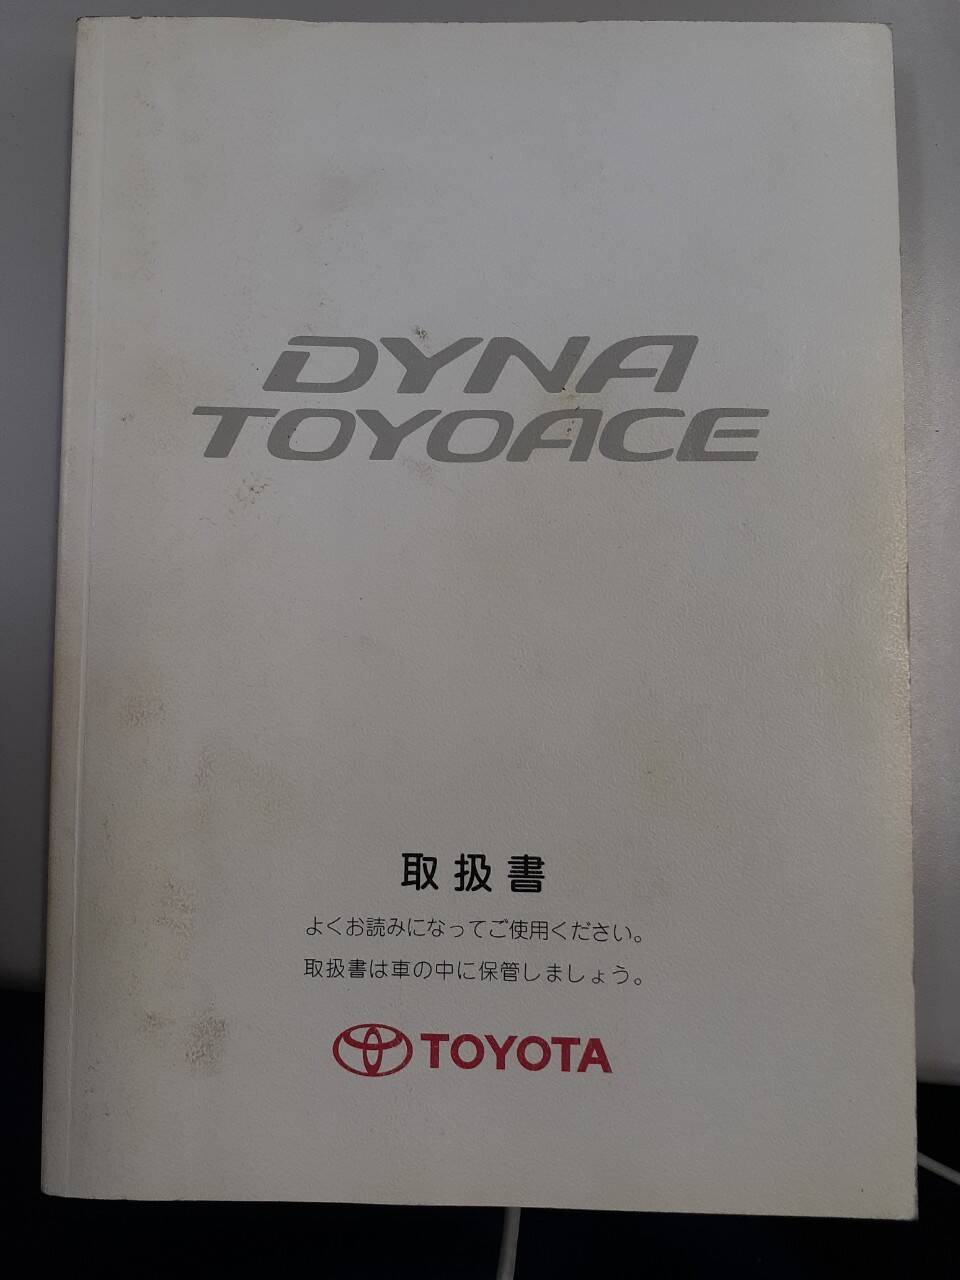 DYNA
TOYOACE
取扱書
よくお読みになってご使用ください。
取扱書は車の中に保管しましょう。
TOYOTA